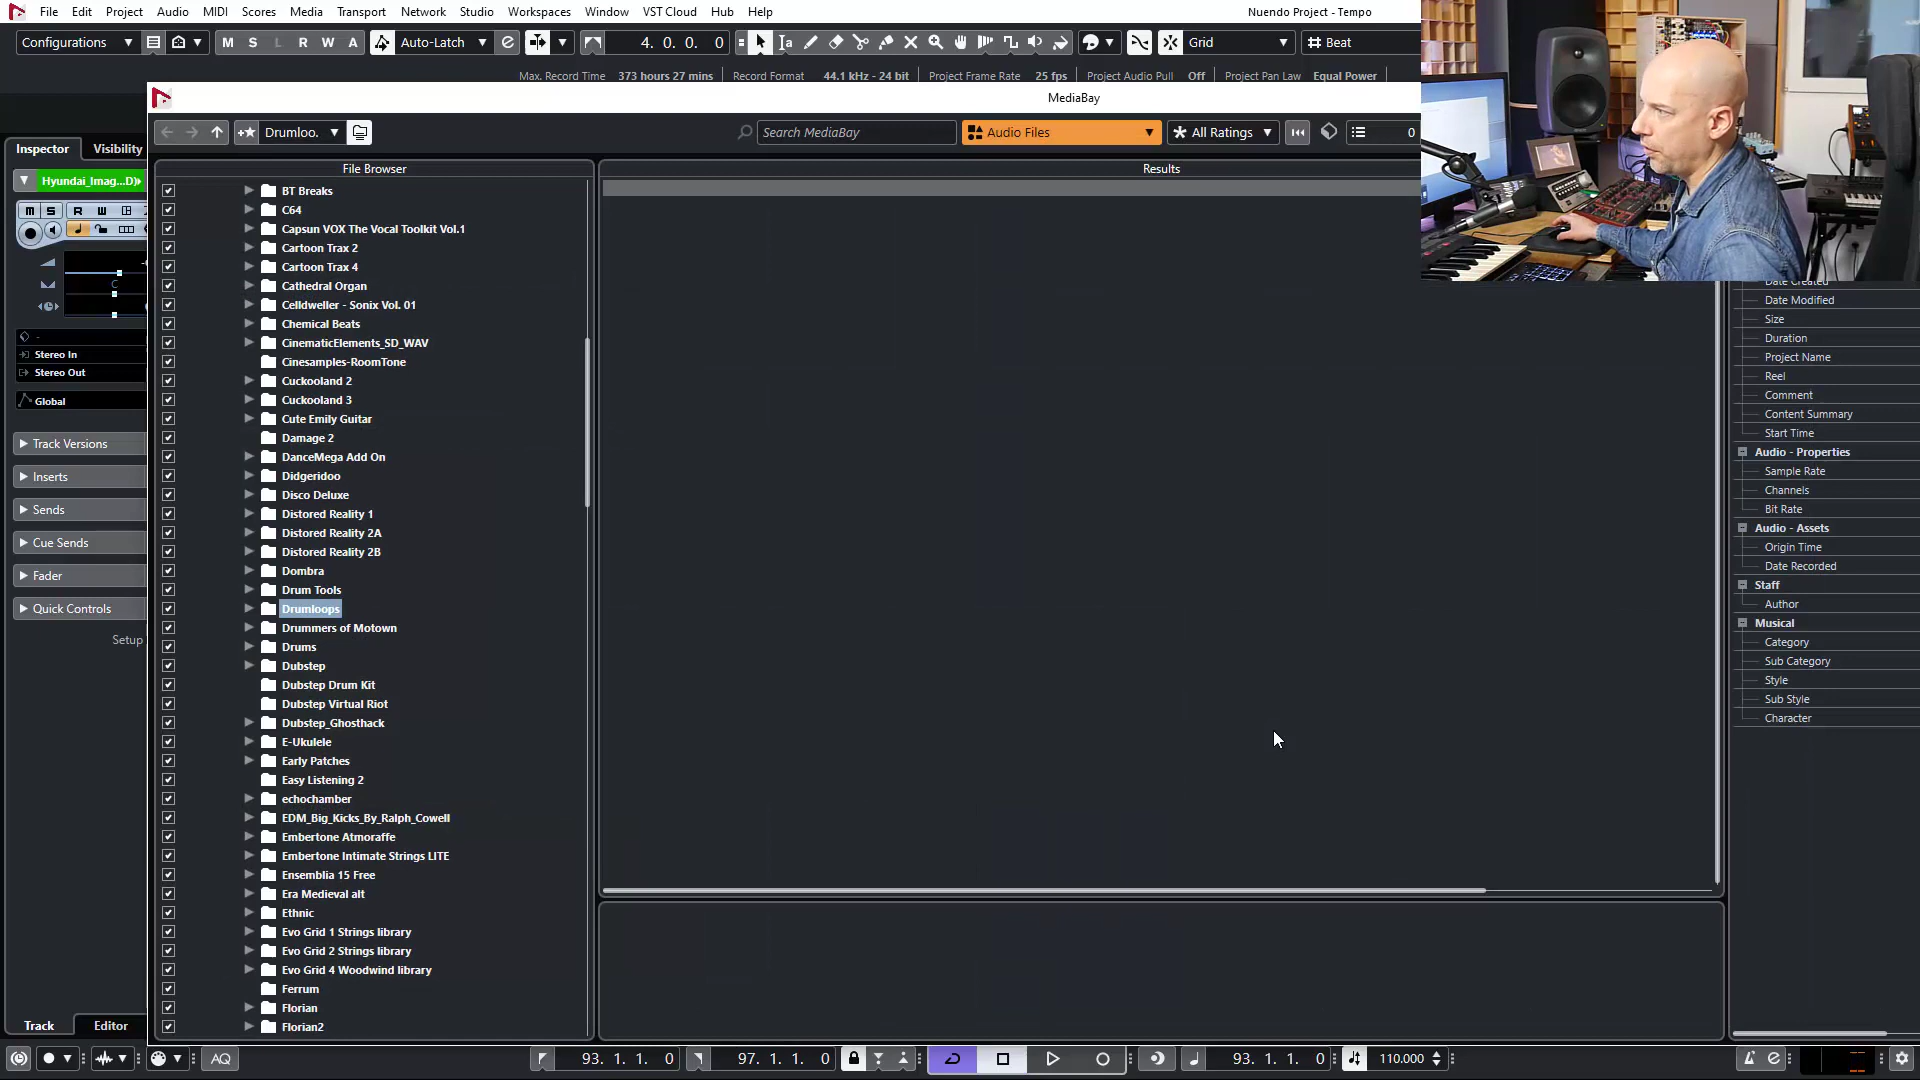 File Edit Project Audio MIDI Scores Media Transport Network Studio Workspaces Window VST Cloud Hub Help Nuendo Project - Tempo
Configurations M S L R W A Auto-Latch 4. 0. 0. 0 Grid Beat
Max. Record Time 373 hours 27 mins Record Format 44.1 kHz - 24 bit Project Frame Rate 25 fps Project Audio Pull Off Project Pan Law Equal Power
MediaBay
Drumloo. Search MediaBay Audio Files All Ratings 0
Inspector Visibility
File Browser
Results
Hyundai_Imag...D)
M S R W
C
Stereo In
Stereo Out
Global
Track Versions
Inserts
Sends
Cue Sends
Fader
Quick Controls
Setup
BT Breaks
C64
Capsun VOX The Vocal Toolkit Vol.1
Cartoon Trax 2
Cartoon Trax 4
Cathedral Organ
Celldweller - Sonix Vol. 01
Chemical Beats
CinematicElements_SD_WAV
Cinesamples-RoomTone
Cuckooland 2
Cuckooland 3
Cute Emily Guitar
Damage 2
DanceMega Add On
Didgeridoo
Disco Deluxe
Distored Reality 1
Distored Reality 2A
Distored Reality 2B
Dombra
Drum Tools
Drumloops
Drummers of Motown
Drums
Dubstep
Dubstep Drum Kit
Dubstep Virtual Riot
Dubstep_Ghosthack
E-Ukulele
Early Patches
Easy Listening 2
echochamber
EDM_Big_Kicks_By_Ralph_Cowell
Embertone Atmoraffe
Embertone Intimate Strings LITE
Ensemblia 15 Free
Era Medieval alt
Ethnic
Evo Grid 1 Strings library
Evo Grid 2 Strings library
Evo Grid 4 Woodwind library
Ferrum
Florian
Florian2
Date Created
Date Modified
Size
Duration
Project Name
Reel
Comment
Content Summary
Start Time
Audio - Properties
Sample Rate
Channels
Bit Rate
Audio - Assets
Origin Time
Date Recorded
Staff
Author
Musical
Category
Sub Category
Style
Sub Style
Character
Track Editor
AQ 93. 1. 1. 0 97. 1. 1. 0 93. 1. 1. 0 110.000